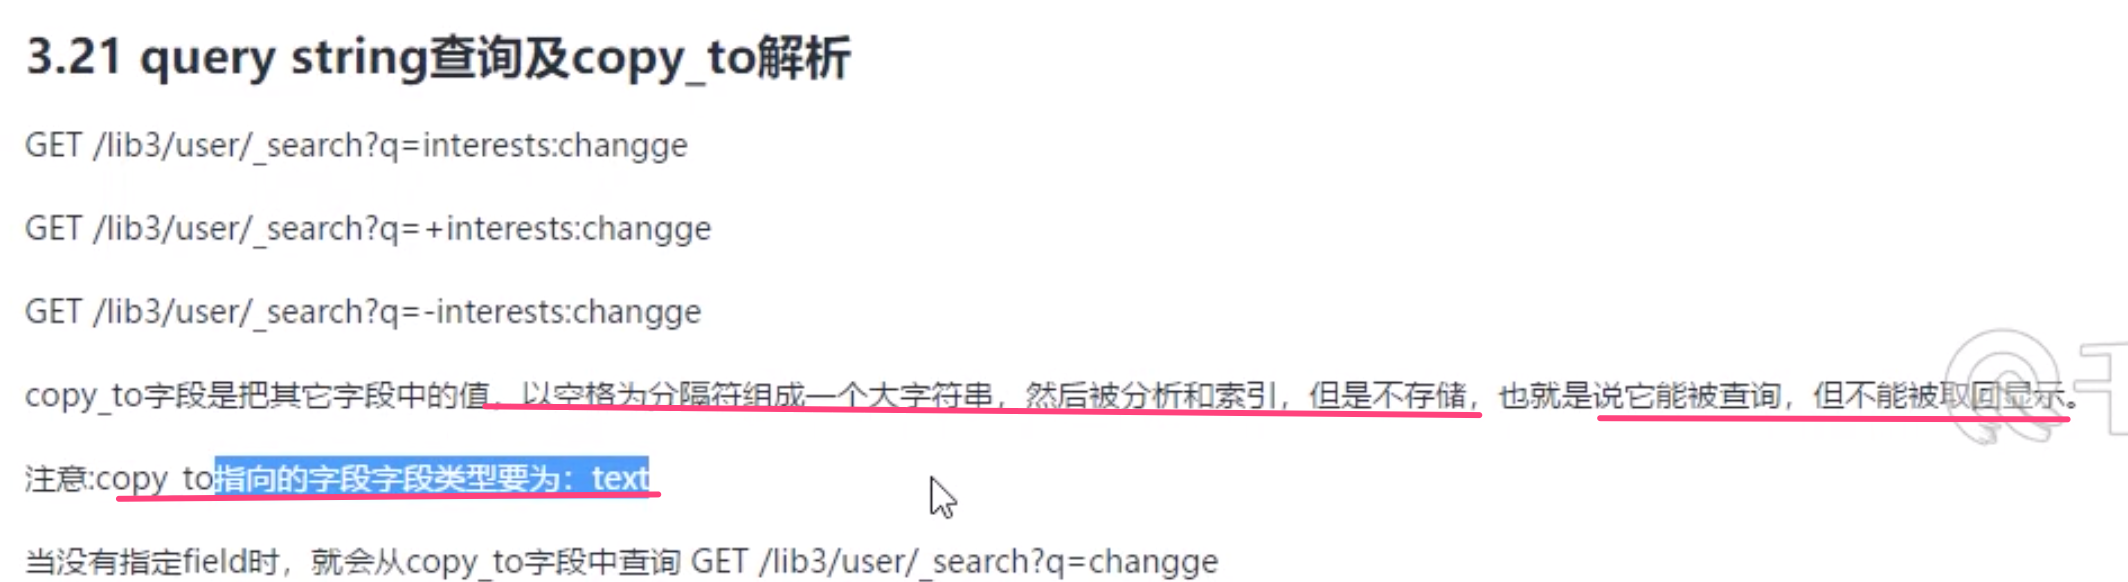 3.21 query string查询及copy_to解析
GET /lib3/user/_search?q=interests:changge
GET /lib3/user/_search?q=+interests:changge
GET /lib3/user/_search?q=-interests:changge
copy_to字段是把其它字段中的值，以空格为分隔符组成一个大字符串，然后被分析和索引，但是不存储，也就是说它能被查询，但不能被取回显示。
注意:copy_to指向的字段字段类型要为：text
当没有指定field时，就会从copy_to字段中查询 GET /lib3/user/_search?q=changge